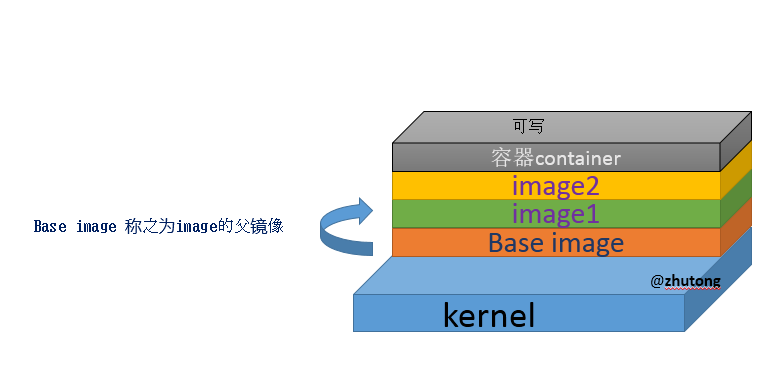 可写
容器container
image2
image1
Base image 称之为image的父镜像
Base image
@zhutong
kernel